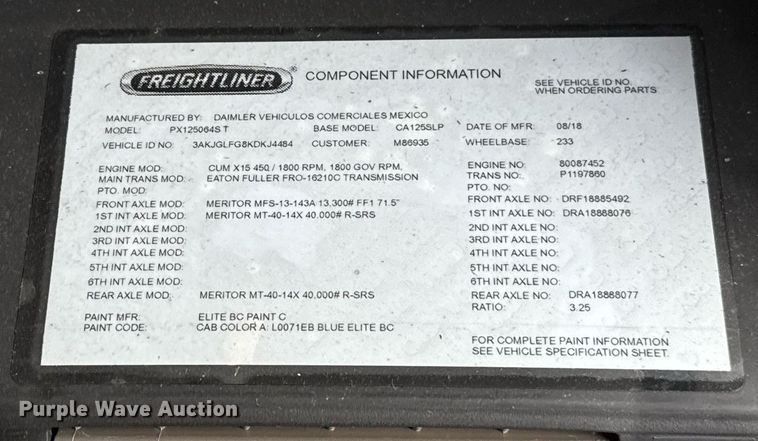 FREIGHTLINER® COMPONENT INFORMATION
SEE VEHICLE ID NO.
WHEN ORDERING PARTS
MANUFACTURED BY: DAIMLER VEHICULOS COMERCIALES MEXICO
MODEL: PX125064S T BASE MODEL: CA125SLP DATE OF MFR: 08/18
VEHICLE ID NO: 3AKJGLFG8KDKJ4484 CUSTOMER: M86935 WHEELBASE: 233
ENGINE MOD: CUM X15 450 / 1800 RPM, 1800 GOV RPM, ENGINE NO: 80087452
MAIN TRANS MOD: EATON FULLER FRO-16210C TRANSMISSION TRANS NO: P1197860
PTO. MOD: PTO. NO:
FRONT AXLE MOD: MERITOR MFS-13-143A 13,300# FF1 71.5" FRONT AXLE NO: DRF18885492
1ST INT AXLE MOD: MERITOR MT-40-14X 40,000# R-SRS 1ST INT AXLE NO: DRA18888076
2ND INT AXLE MOD: 2ND INT AXLE NO:
3RD INT AXLE MOD: 3RD INT AXLE NO:
4TH INT AXLE MOD: 4TH INT AXLE NO:
5TH INT AXLE MOD: 5TH INT AXLE NO:
6TH INT AXLE MOD: 6TH INT AXLE NO:
REAR AXLE MOD: MERITOR MT-40-14X 40,000# R-SRS REAR AXLE NO: DRA18888077
RATIO: 3.25
PAINT MFR: ELITE BC PAINT C
PAINT CODE: CAB COLOR A: L0071EB BLUE ELITE BC
FOR COMPLETE PAINT INFORMATION
SEE VEHICLE SPECIFICATION SHEET.
Purple Wave Auction